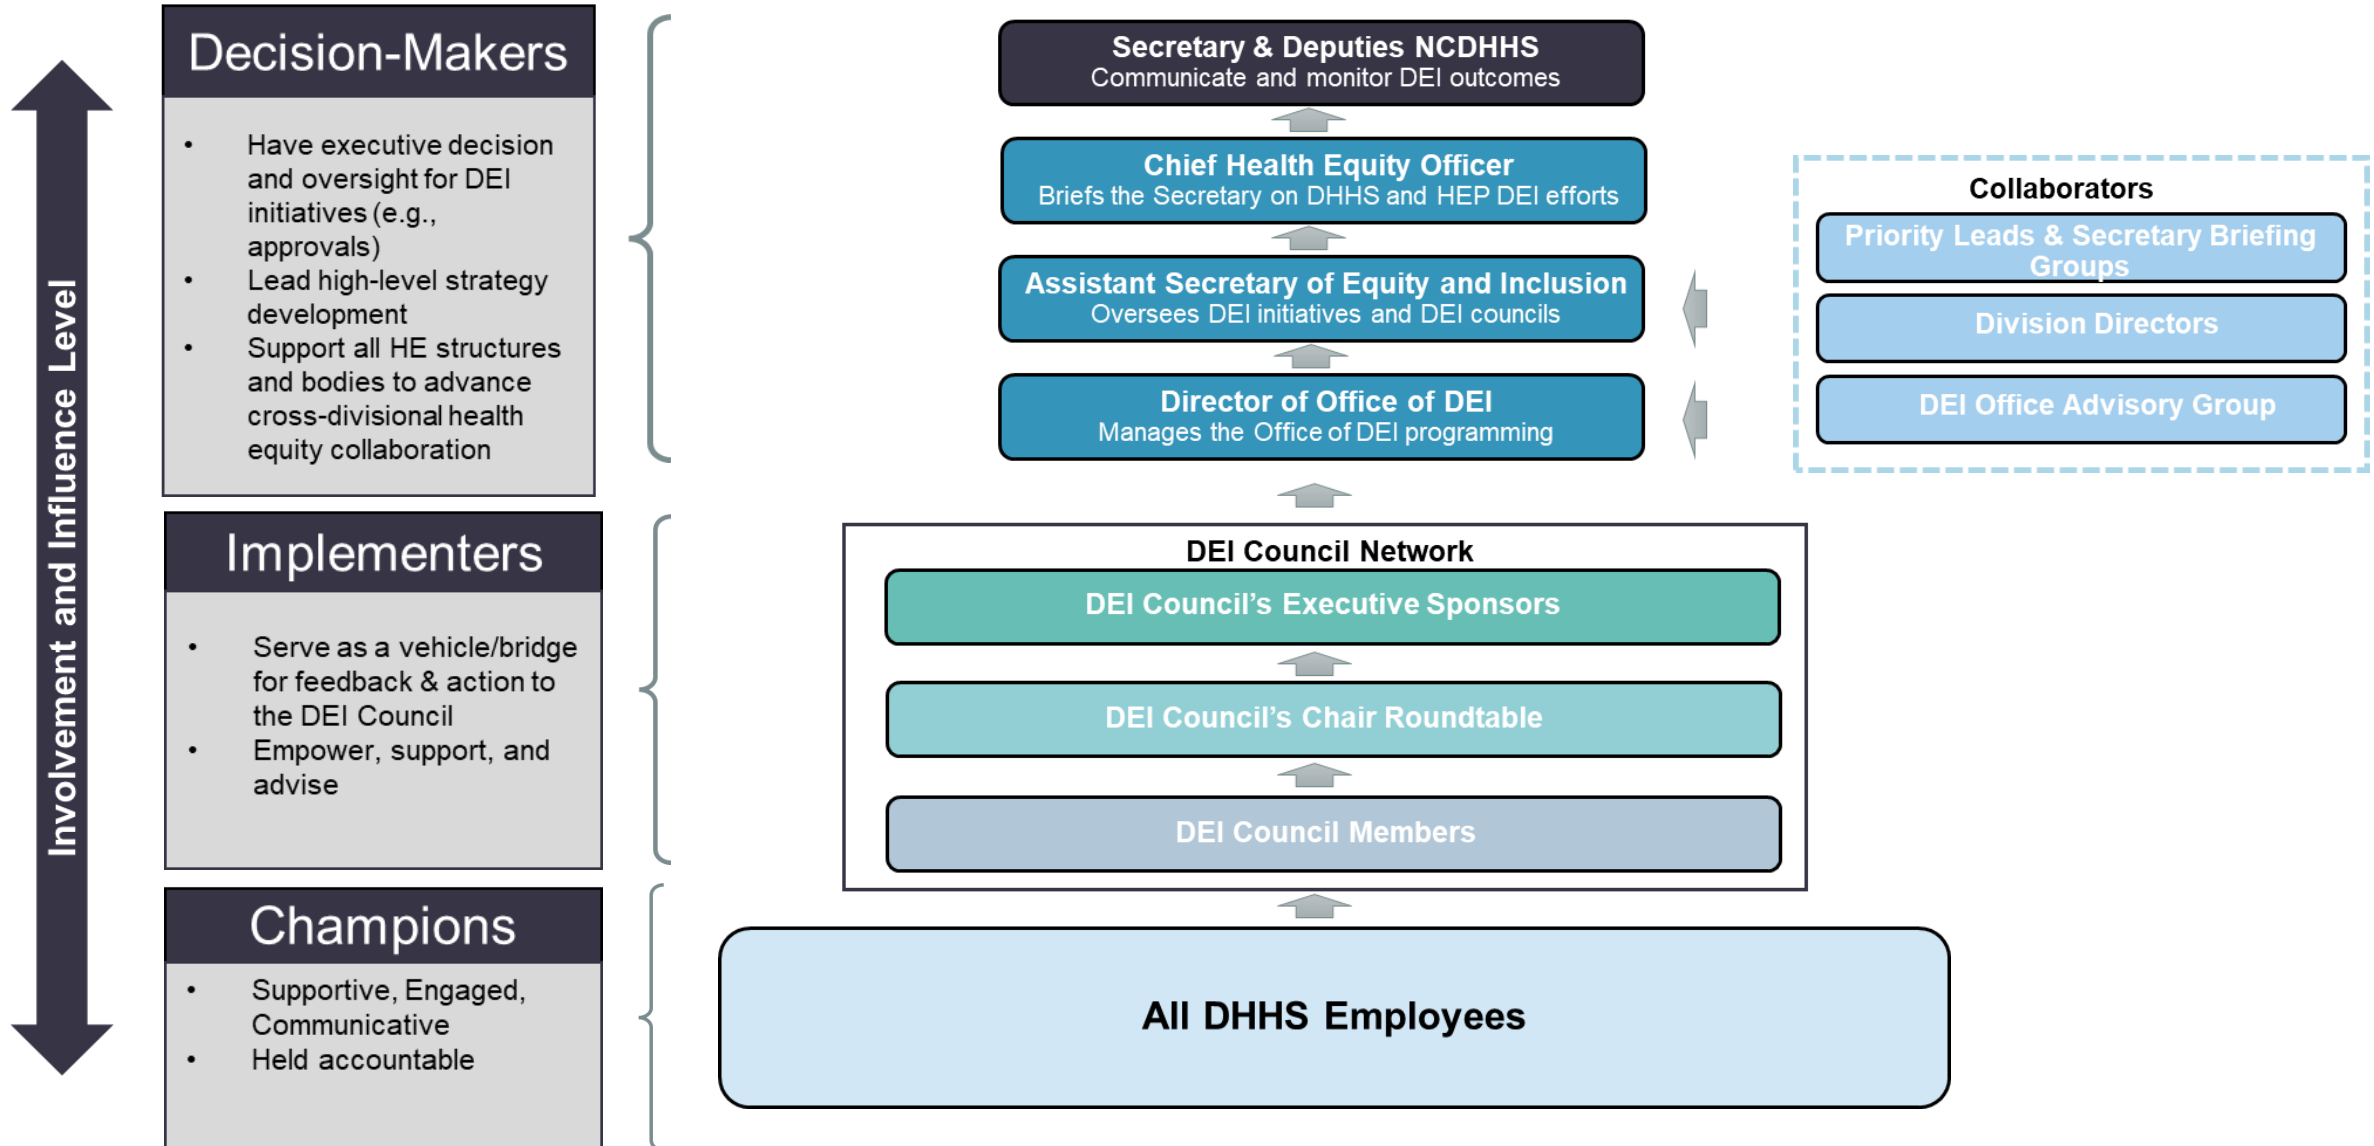 Involvement and Influence Level
Decision-Makers
• Have executive decision
and oversight for DEI
initiatives (e.g.,
approvals)
• Lead high-level strategy
development
• Support all HE structures
and bodies to advance
cross-divisional health
equity collaboration
Implementers
• Serve as a vehicle/bridge
for feedback & action to
the DEI Council
• Empower, support, and
advise
Champions
• Supportive, Engaged,
Communicative
• Held accountable
Secretary & Deputies NCDHHS
Communicate and monitor DEI outcomes
Chief Health Equity Officer
Briefs the Secretary on DHHS and HEP DEI efforts
Assistant Secretary of Equity and Inclusion
Oversees DEI initiatives and DEI councils
Director of Office of DEI
Manages the Office of DEI programming
Collaborators
Priority Leads & Secretary Briefing
Groups
Division Directors
DEI Office Advisory Group
DEI Council Network
DEI Council’s Executive Sponsors
DEI Council’s Chair Roundtable
DEI Council Members
All DHHS Employees